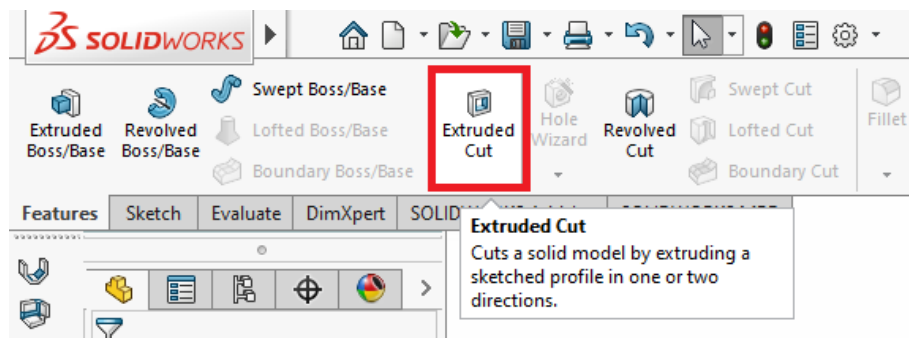 SOLIDWORKS
Swept Boss/Base
Swept Cut
Extruded
Boss/Base
Revolved
Boss/Base
Lofted Boss/Base
Extruded
Cut
Hole
Wizard
Revolved
Cut
Lofted Cut
Fillet
Boundary Boss/Base
Boundary Cut
Features Sketch Evaluate DimXpert SOLID
Extruded Cut
Cuts a solid model by extruding a
sketched profile in one or two
directions.